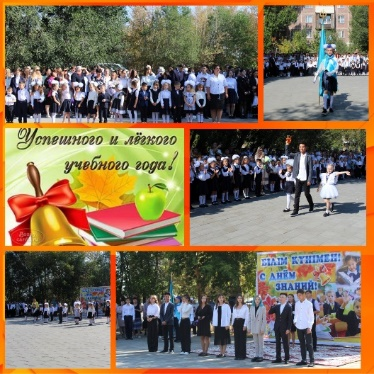 Успешного и лёгкого
учебного года!
БІЛІМ КҮНІМЕН!
С ДНЁМ
ЗНАНИЙ!